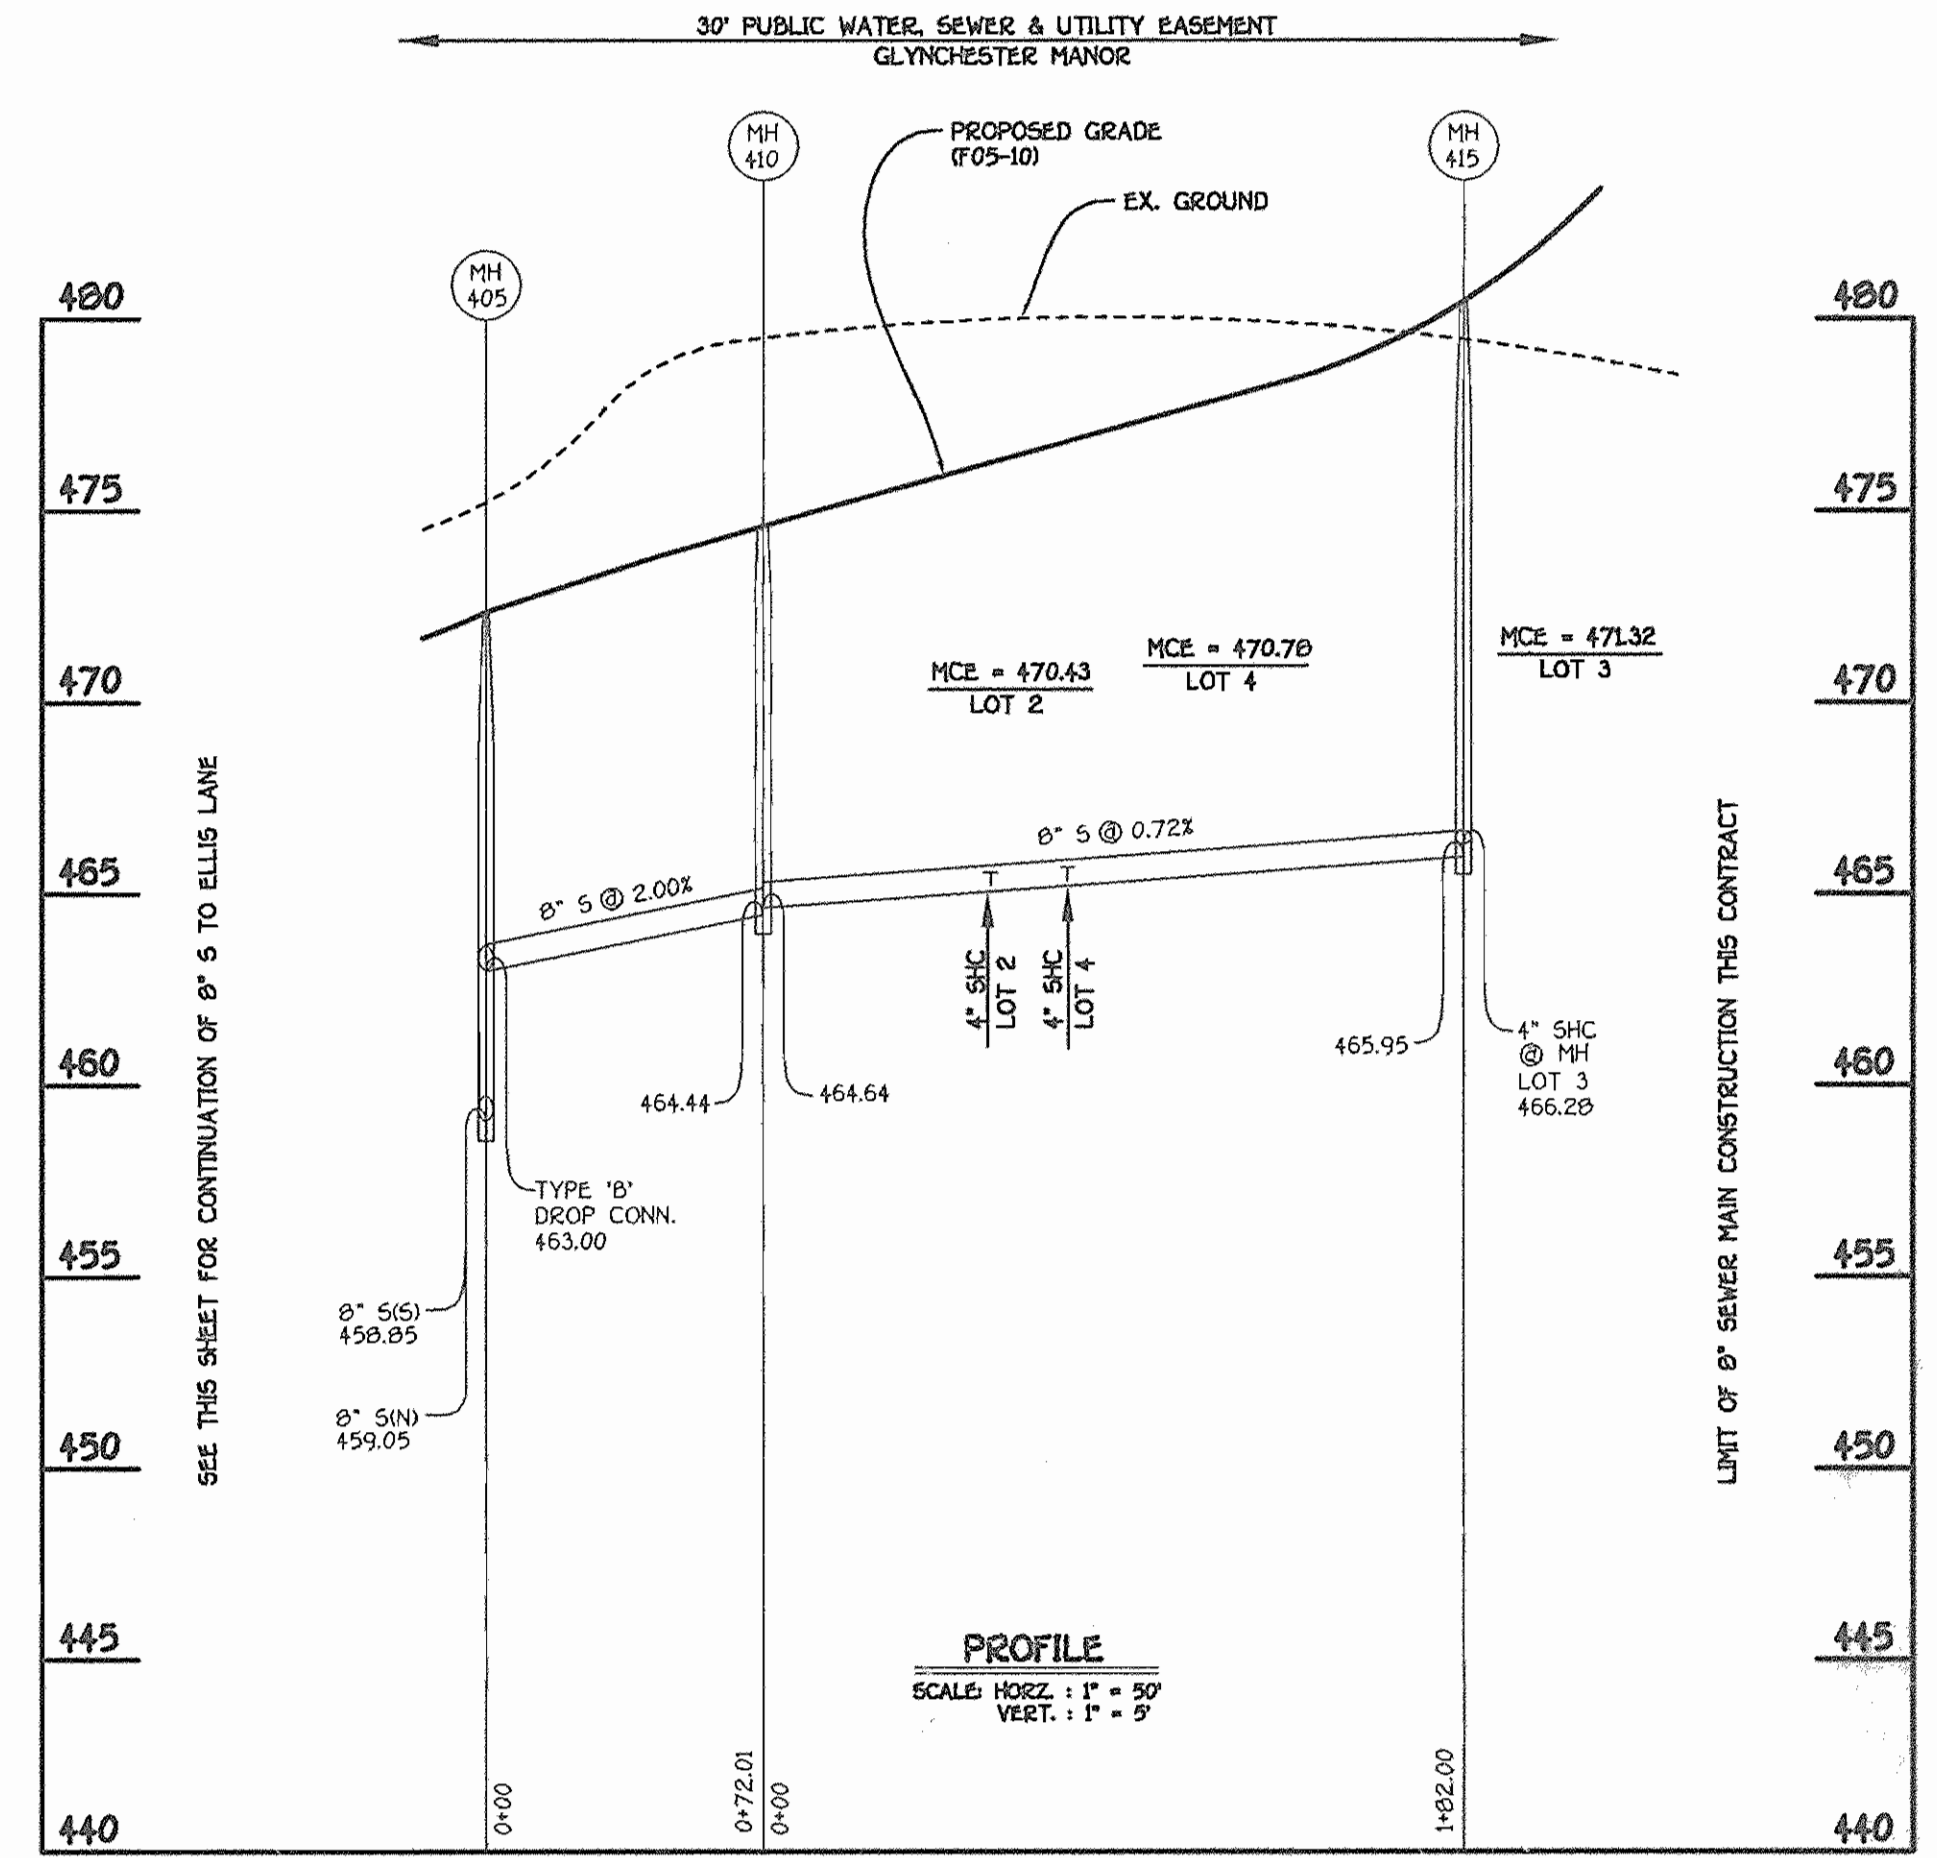 30' PUBLIC WATER, SEWER & UTILITY EASEMENT
GLYNCHESTER MANOR
MH
405
MH
410
MH
415
PROPOSED GRADE
(F05-10)
EX. GROUND
480
475
470
465
460
455
450
445
440
SEE THIS SHEET FOR CONTINUATION OF 8" S TO ELLIS LANE
MCE = 470.43
LOT 2
MCE = 470.78
LOT 4
MCE = 471.32
LOT 3
8" S @ 2.00%
8" S @ 0.72%
4" SHC
LOT 2
4" SHC
LOT 4
464.44
464.64
465.95
4" SHC
@ MH
LOT 3
466.28
TYPE 'B'
DROP CONN.
463.00
8" S(S)
458.85
8" S(N)
459.05
PROFILE
SCALE: HORZ. : 1" = 50'
VERT. : 1" = 5'
0+00
0+72.01
0+00
1+82.00
LIMIT OF 8" SEWER MAIN CONSTRUCTION THIS CONTRACT
480
475
470
465
460
455
450
445
440